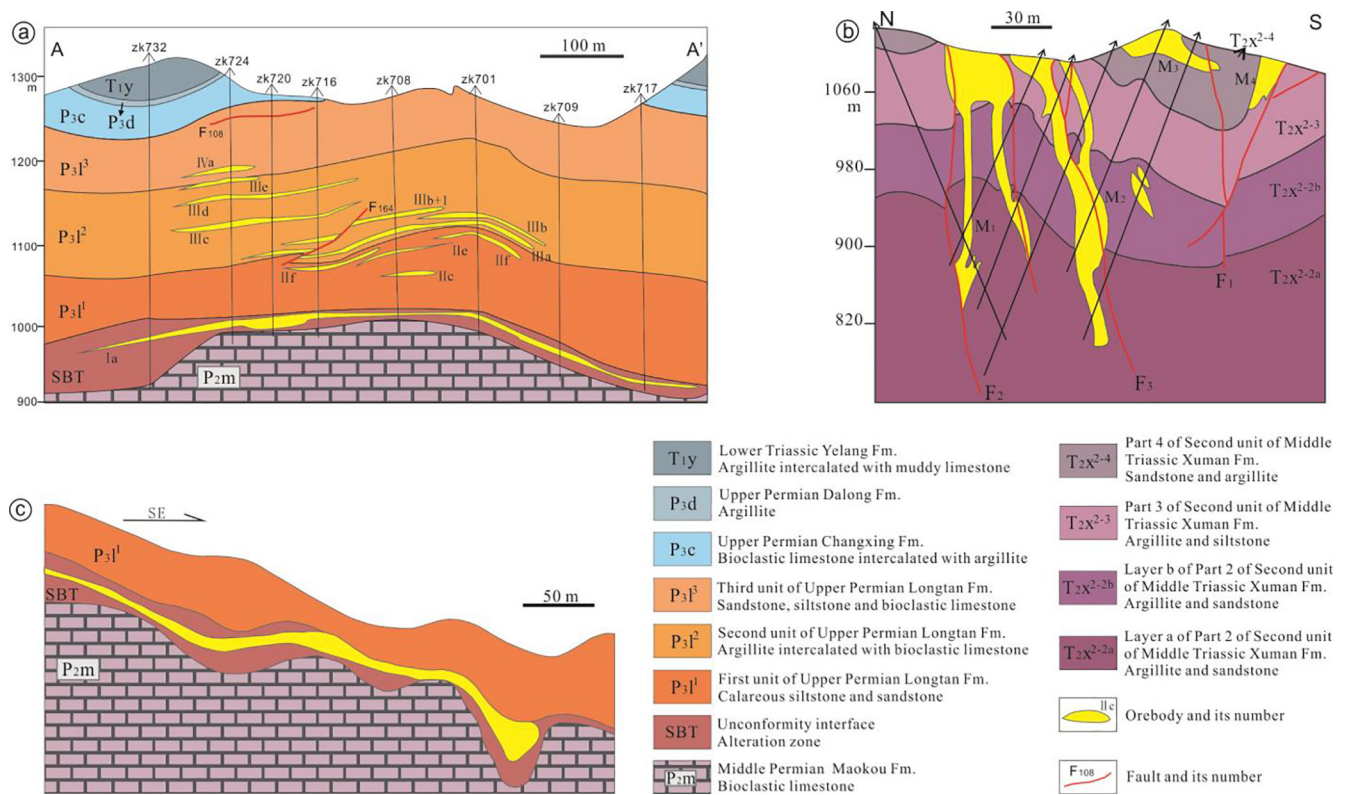 a
A
A'
zk732
zk724
zk720
zk716
zk708
zk701
zk709
zk717
100 m
1300
m
1200
1100
1000
900
T1y
P3c
P3d
F108
P3l3
IVa
IIIe
IIId
IIIc
F164
IIIb+1
IIIb
IIIa
P3l2
IIf
IIe
IIf
IIc
P3l1
Ia
SBT
P2m
b
N
30 m
S
T2x2-4
M3
M4
1060
m
T2x2-3
980
T2x2-2b
M2
M1
900
T2x2-2a
F1
820
F2
F3
c
SE
P3l1
50 m
SBT
P2m
T1y
Lower Triassic Yelang Fm.
Argillite intercalated with muddy limestone
P3d
Upper Permian Dalong Fm.
Argillite
P3c
Upper Permian Changxing Fm.
Bioclastic limestone intercalated with argillite
P3l3
Third unit of Upper Permian Longtan Fm.
Sandstone, siltstone and bioclastic limestone
P3l2
Second unit of Upper Permian Longtan Fm.
Argillite intercalated with bioclastic limestone
P3l1
First unit of Upper Permian Longtan Fm.
Calareous siltstone and sandstone
SBT
Unconformity interface
Alteration zone
P2m
Middle Permian Maokou Fm.
Bioclastic limestone
T2x2-4
Part 4 of Second unit of Middle
Triassic Xuman Fm.
Sandstone and argillite
T2x2-3
Part 3 of Second unit of Middle
Triassic Xuman Fm.
Argillite and siltstone
T2x2-2b
Layer b of Part 2 of Second unit
of Middle Triassic Xuman Fm.
Argillite and sandstone
T2x2-2a
Layer a of Part 2 of Second unit
of Middle Triassic Xuman Fm.
Argillite and sandstone
IIc
Orebody and its number
F108
Fault and its number